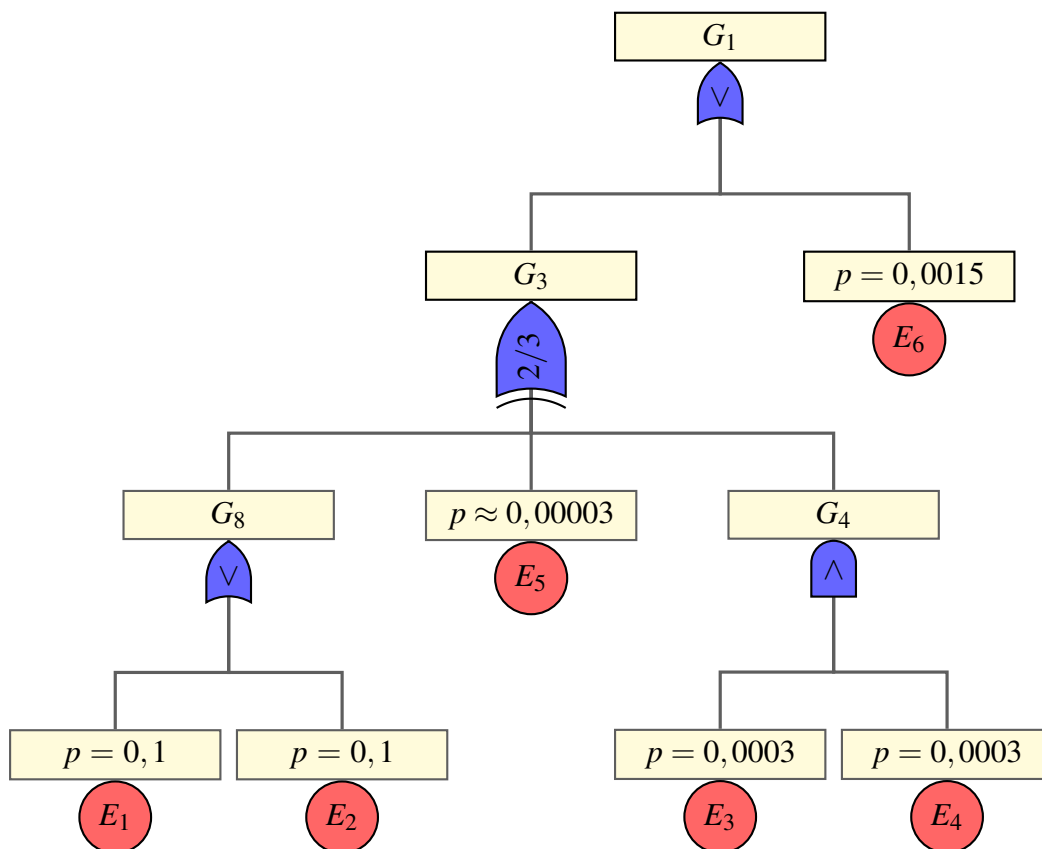 G₁
∨
G₃
p = 0,0015
2/3
E₆
G₈
p ≈ 0,00003
G₄
∨
E₅
∧
p = 0,1
p = 0,1
p = 0,0003
p = 0,0003
E₁
E₂
E₃
E₄